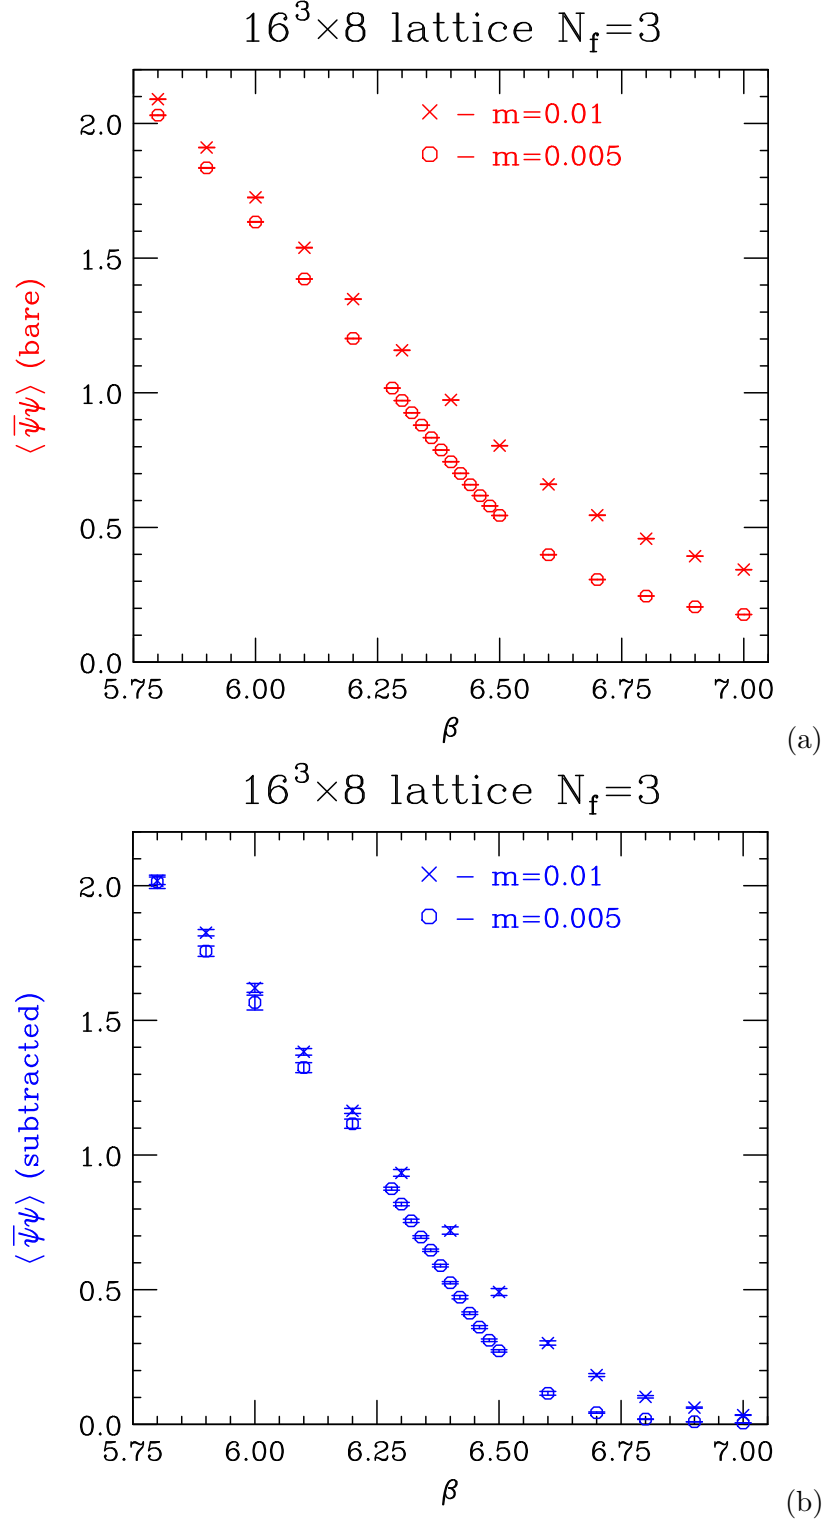 16³×8 lattice N_f=3
× − m=0.01
○ − m=0.005
2.0
1.5
1.0
0.5
0.0
⟨ψ̅ψ⟩ (bare)
5.75 6.00 6.25 6.50 6.75 7.00
β
(a)
16³×8 lattice N_f=3
× − m=0.01
○ − m=0.005
2.0
1.5
1.0
0.5
0.0
⟨ψ̅ψ⟩ (subtracted)
5.75 6.00 6.25 6.50 6.75 7.00
β
(b)